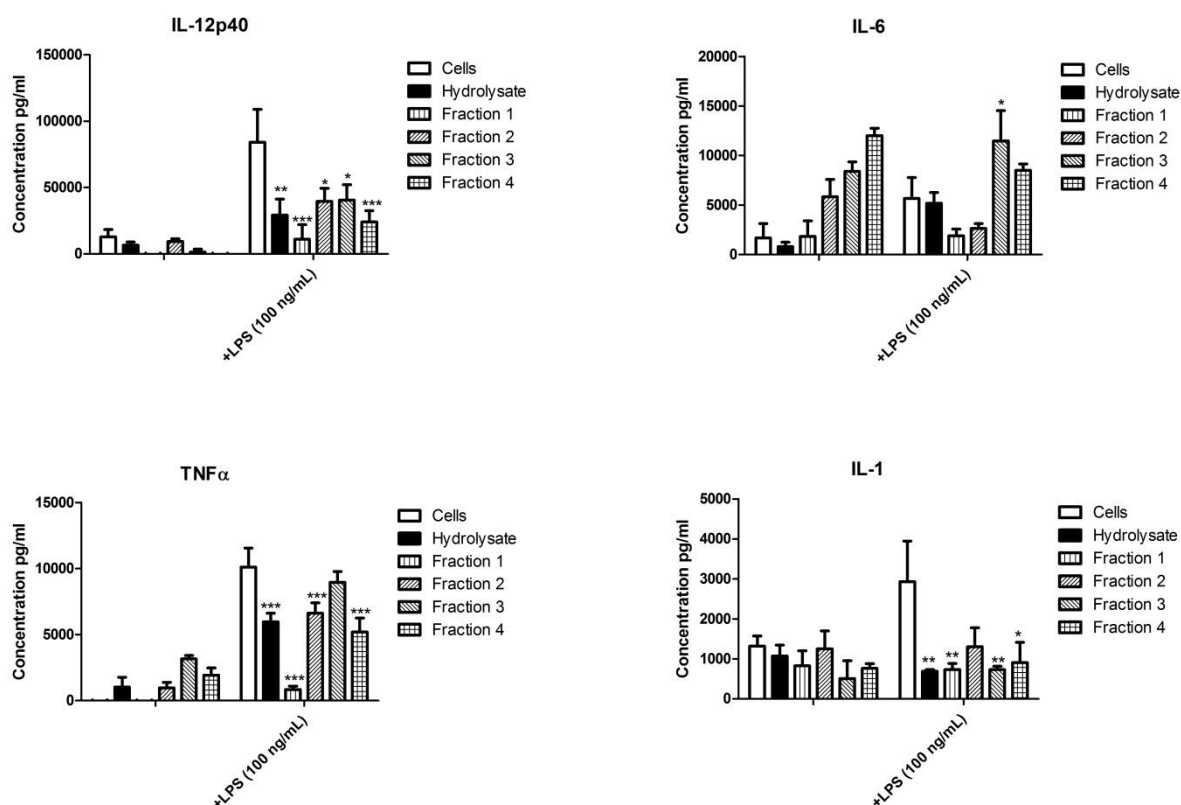 IL-12p40
150000
100000
50000
0
Concentration pg/ml
** *** * * ***
+LPS (100 ng/mL)
Cells
Hydrolysate
Fraction 1
Fraction 2
Fraction 3
Fraction 4
IL-6
20000
15000
10000
5000
0
Concentration pg/ml
*
+LPS (100 ng/mL)
Cells
Hydrolysate
Fraction 1
Fraction 2
Fraction 3
Fraction 4
TNFα
15000
10000
5000
0
Concentration pg/ml
*** *** *** ***
+LPS (100 ng/mL)
Cells
Hydrolysate
Fraction 1
Fraction 2
Fraction 3
Fraction 4
IL-1
5000
4000
3000
2000
1000
0
Concentration pg/ml
** ** ** *
+LPS (100 ng/mL)
Cells
Hydrolysate
Fraction 1
Fraction 2
Fraction 3
Fraction 4